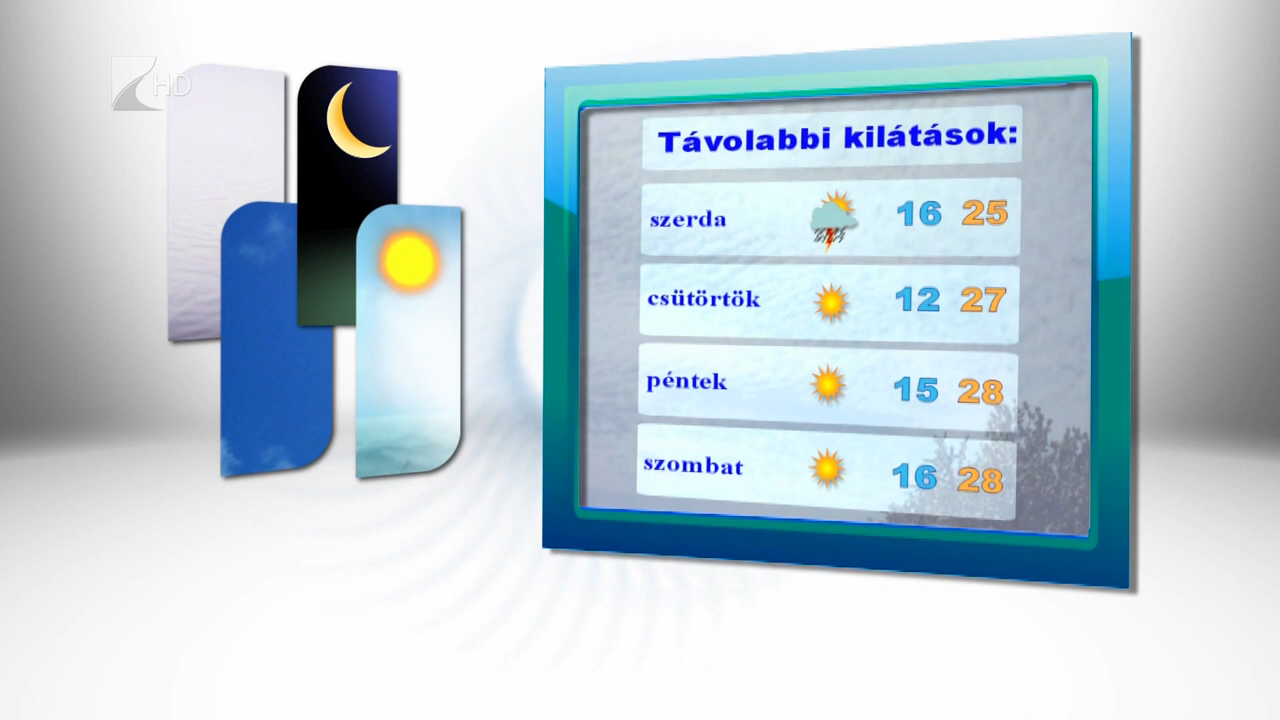 HD
Távolabbi kilátások:
szerda 16 25
csütörtök 12 27
péntek 15 28
szombat 16 28